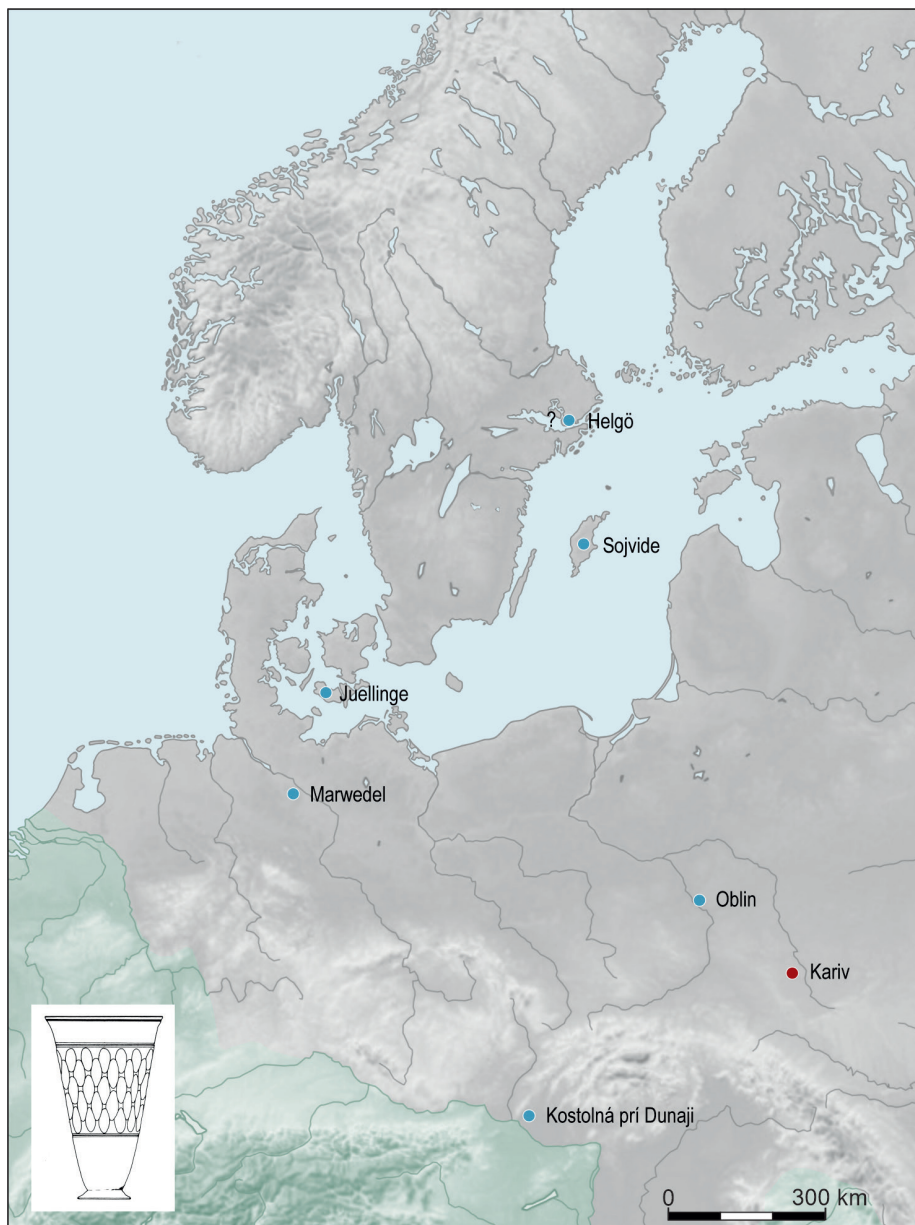 ? Helgö
Sojvide
Juellinge
Marwedel
Oblin
Kariv
Kostolná prí Dunaji
0 300 km